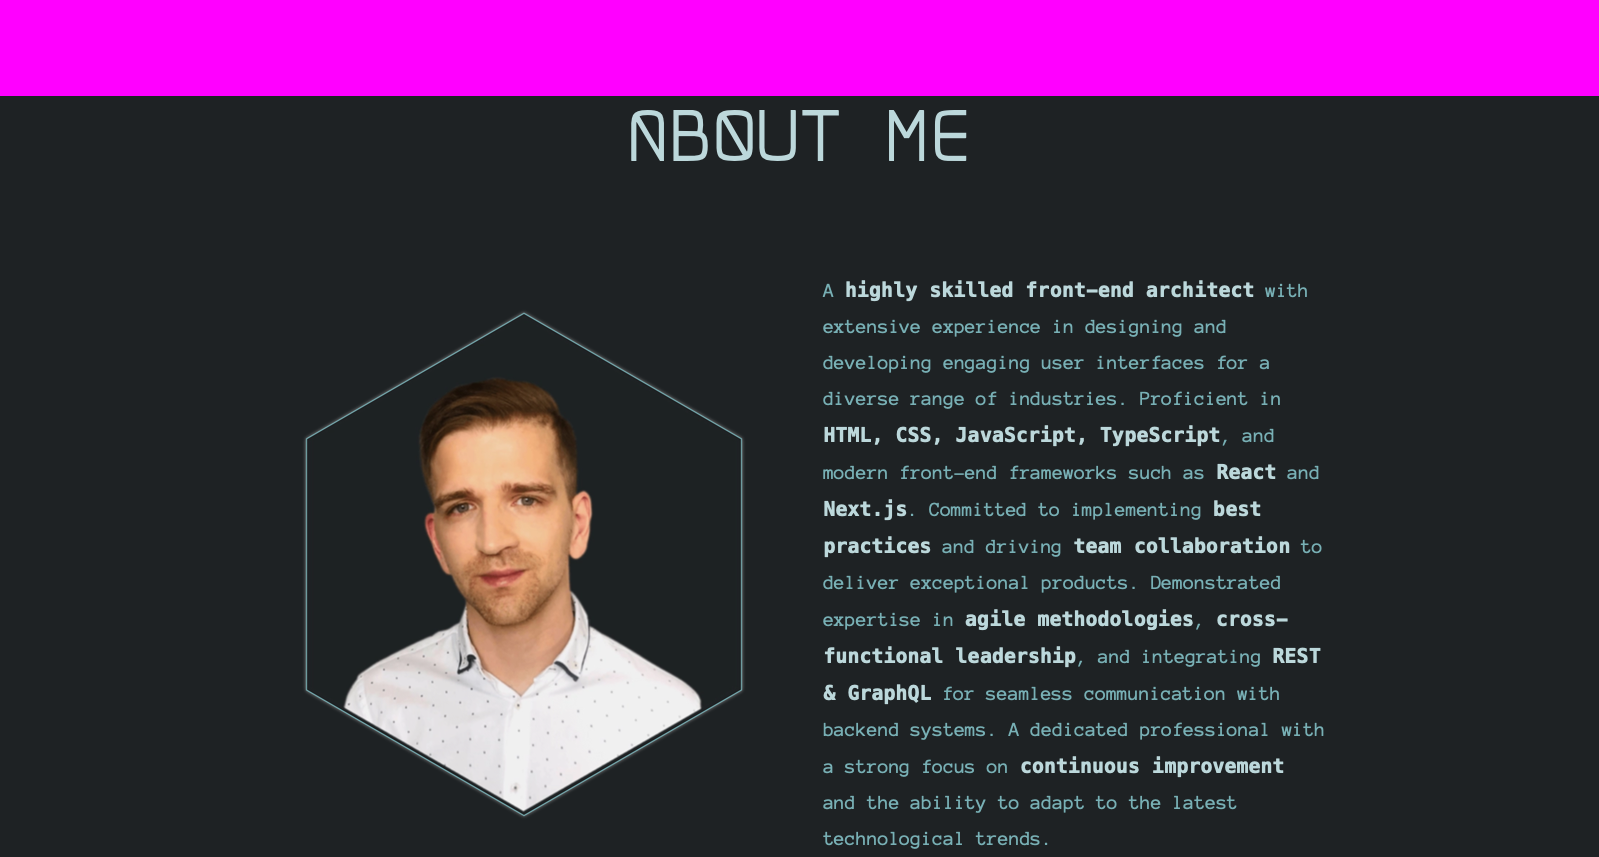 ABOUT ME
A highly skilled front-end architect with
extensive experience in designing and
developing engaging user interfaces for a
diverse range of industries. Proficient in
HTML, CSS, JavaScript, TypeScript, and
modern front-end frameworks such as React and
Next.js. Committed to implementing best
practices and driving team collaboration to
deliver exceptional products. Demonstrated
expertise in agile methodologies, cross-
functional leadership, and integrating REST
& GraphQL for seamless communication with
backend systems. A dedicated professional with
a strong focus on continuous improvement
and the ability to adapt to the latest
technological trends.